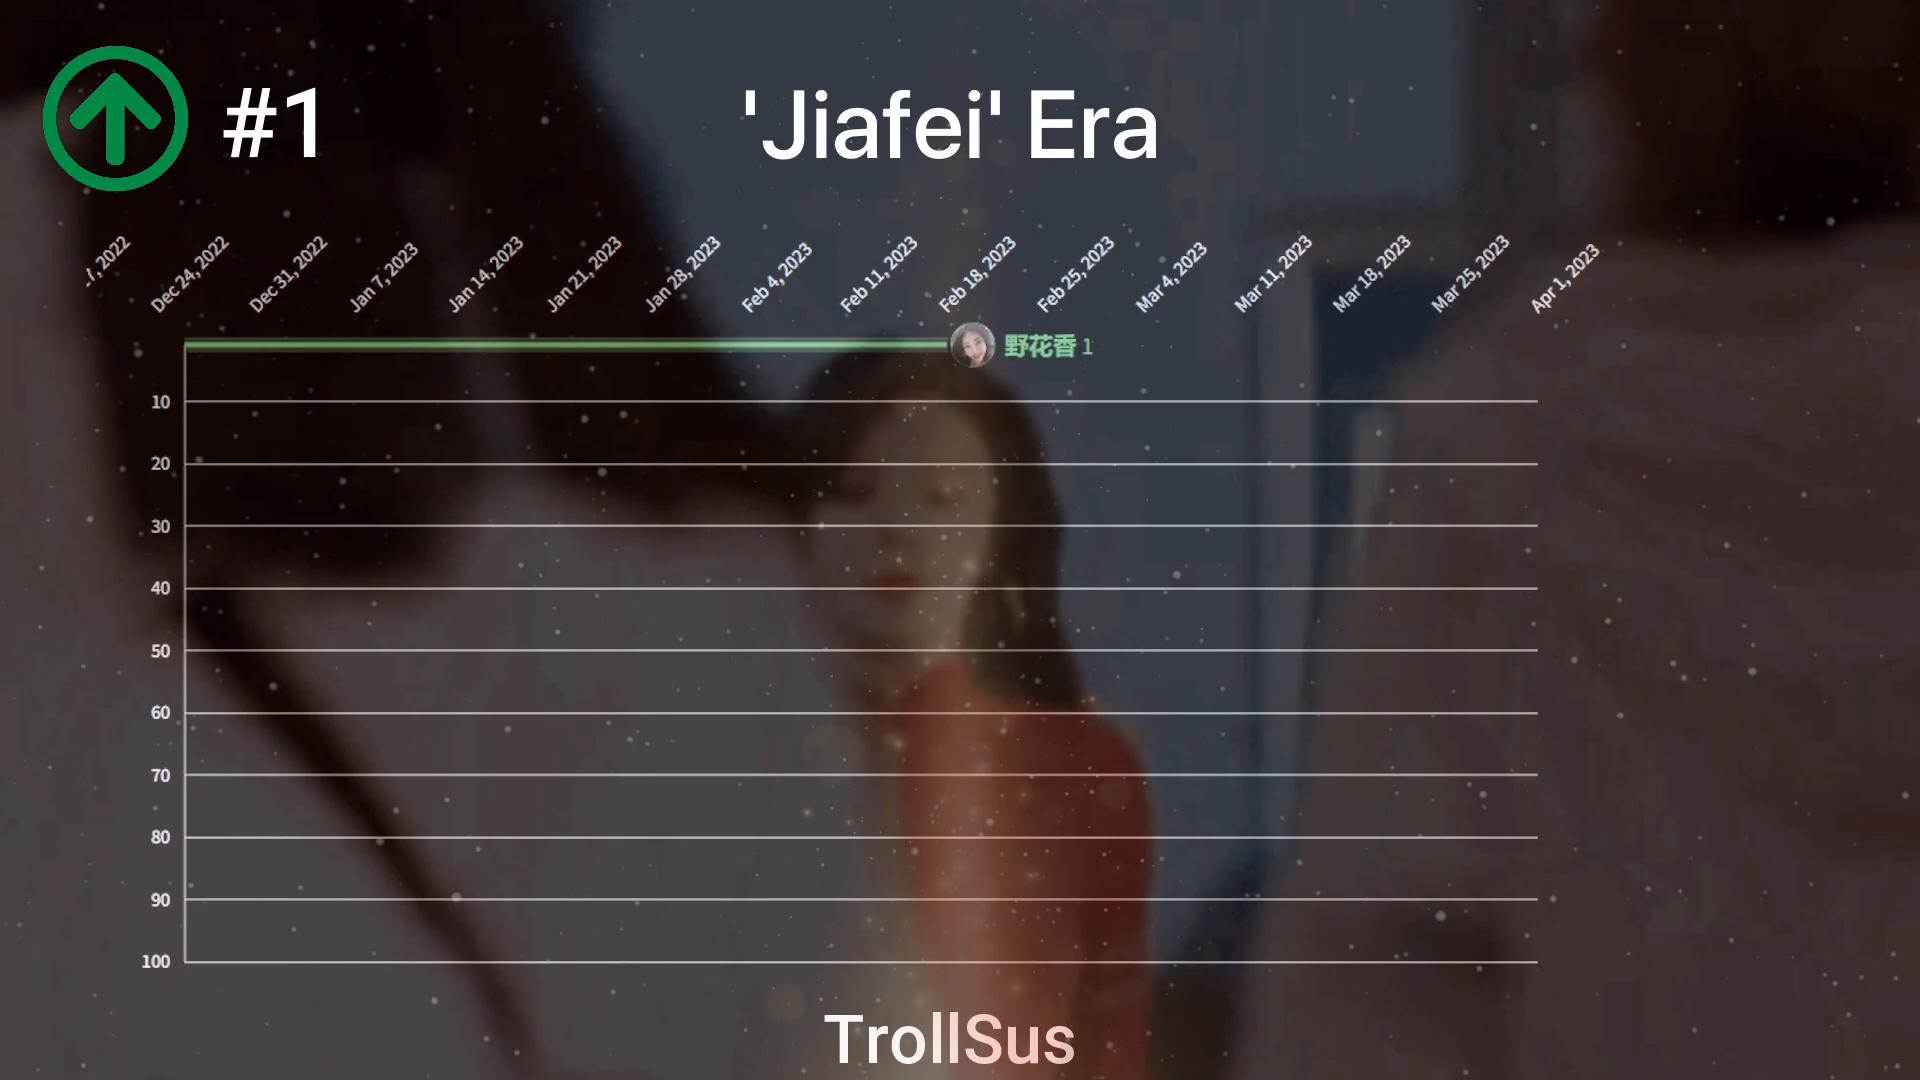 #1
'Jiafei' Era
7, 2022
Dec 24, 2022
Dec 31, 2022
Jan 7, 2023
Jan 14, 2023
Jan 21, 2023
Jan 28, 2023
Feb 4, 2023
Feb 11, 2023
Feb 18, 2023
Feb 25, 2023
Mar 4, 2023
Mar 11, 2023
Mar 18, 2023
Mar 25, 2023
Apr 1, 2023
野花香 1
10
20
30
40
50
60
70
80
90
100
TrollSus